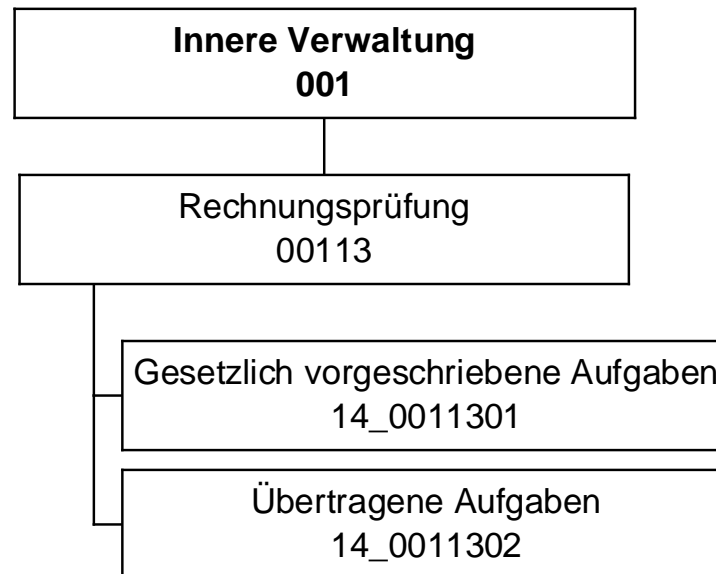 Innere Verwaltung
001
Rechnungsprüfung
00113
Gesetzlich vorgeschriebene Aufgaben
14_0011301
Übertragene Aufgaben
14_0011302